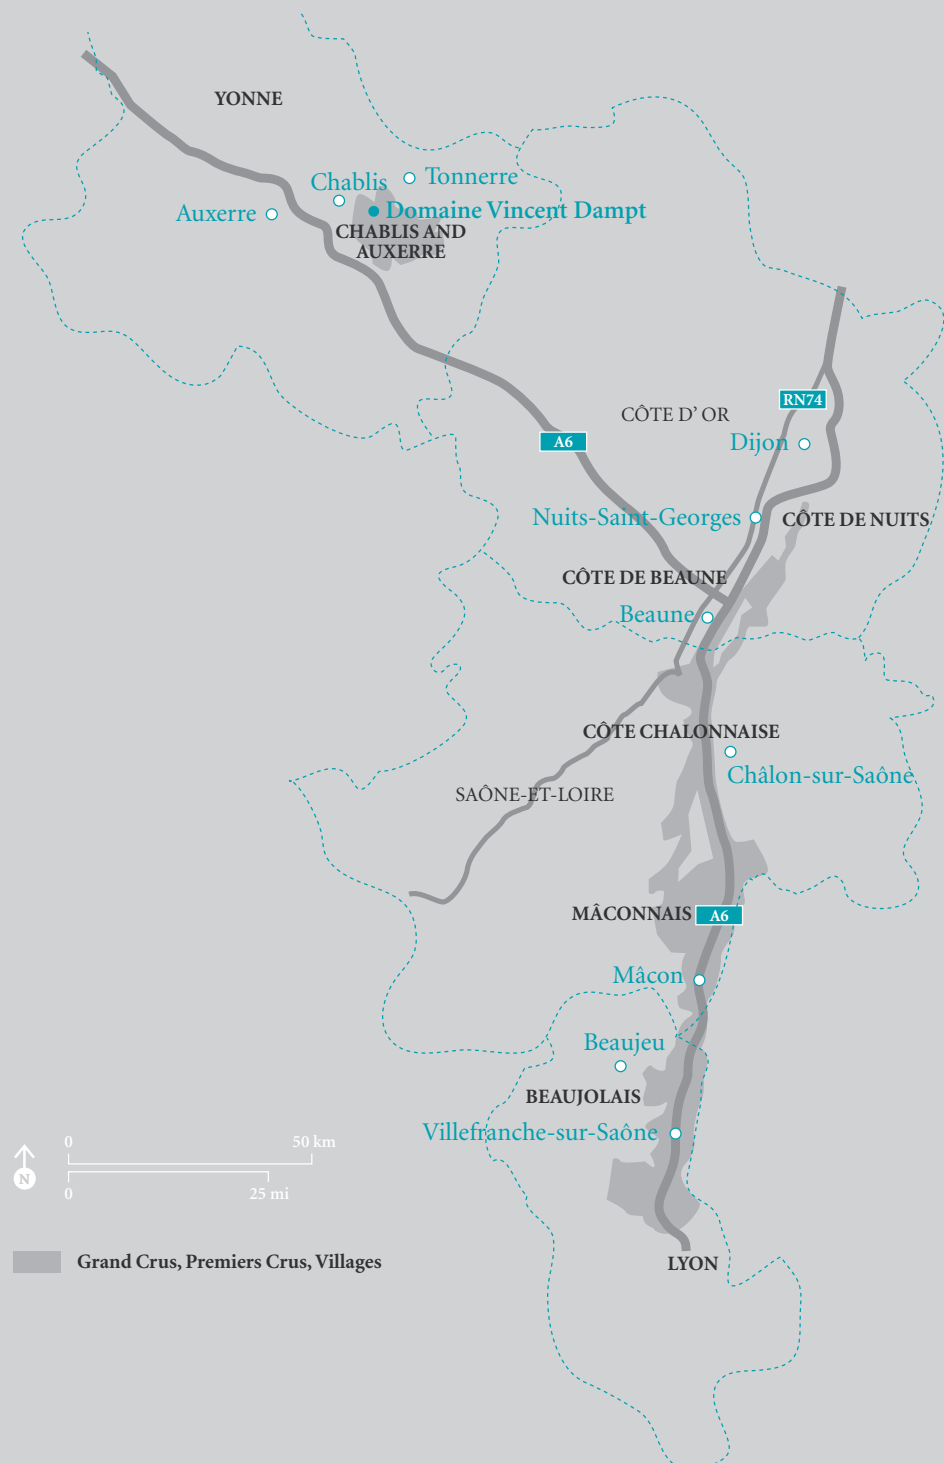 YONNE
Chablis
Tonnerre
Auxerre
Domaine Vincent Dampt
CHABLIS AND
AUXERRE
RN74
CÔTE D’ OR
A6
Dijon
Nuits-Saint-Georges
CÔTE DE NUITS
CÔTE DE BEAUNE
Beaune
CÔTE CHALONNAISE
Châlon-sur-Saône
SAÔNE-ET-LOIRE
MÂCONNAIS
A6
Mâcon
Beaujeu
BEAUJOLAIS
Villefranche-sur-Saône
0
50 km
N
0
25 mi
Grand Crus, Premiers Crus, Villages
LYON